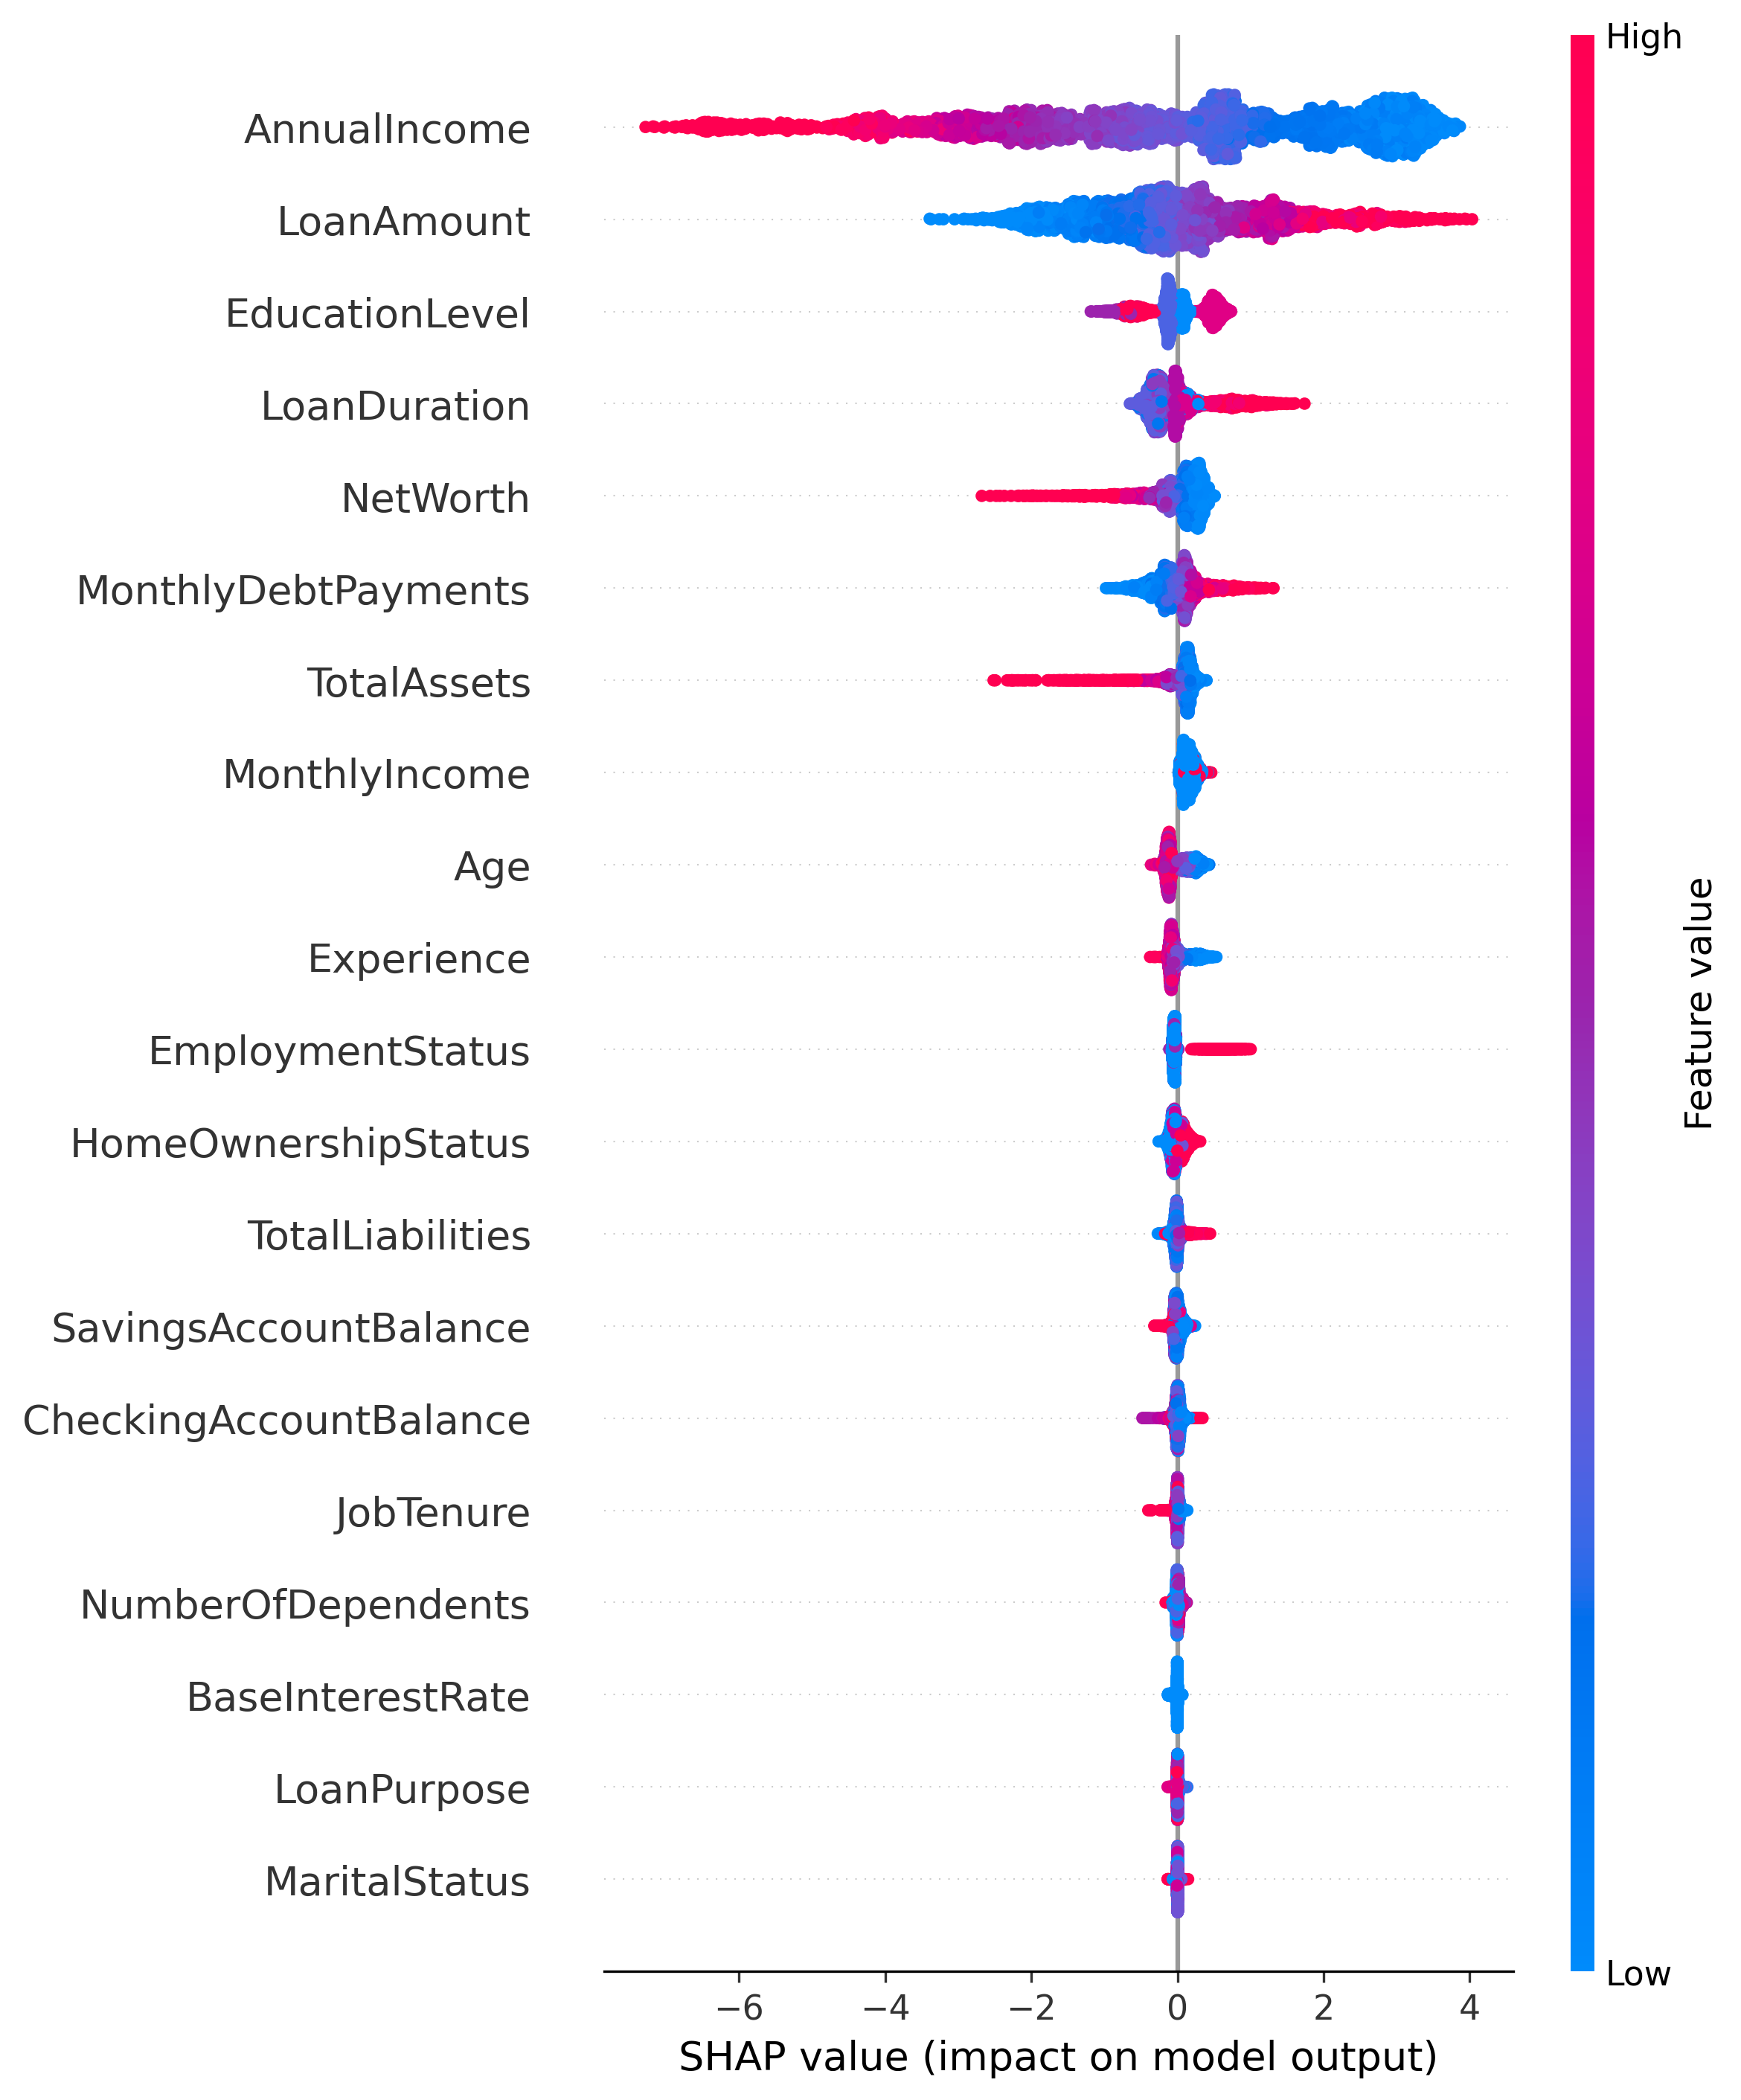 High
AnnualIncome
LoanAmount
EducationLevel
LoanDuration
NetWorth
MonthlyDebtPayments
TotalAssets
MonthlyIncome
Age
Experience
EmploymentStatus
HomeOwnershipStatus
TotalLiabilities
SavingsAccountBalance
CheckingAccountBalance
JobTenure
NumberOfDependents
BaseInterestRate
LoanPurpose
MaritalStatus
Feature value
Low
−6 −4 −2 0 2 4
SHAP value (impact on model output)